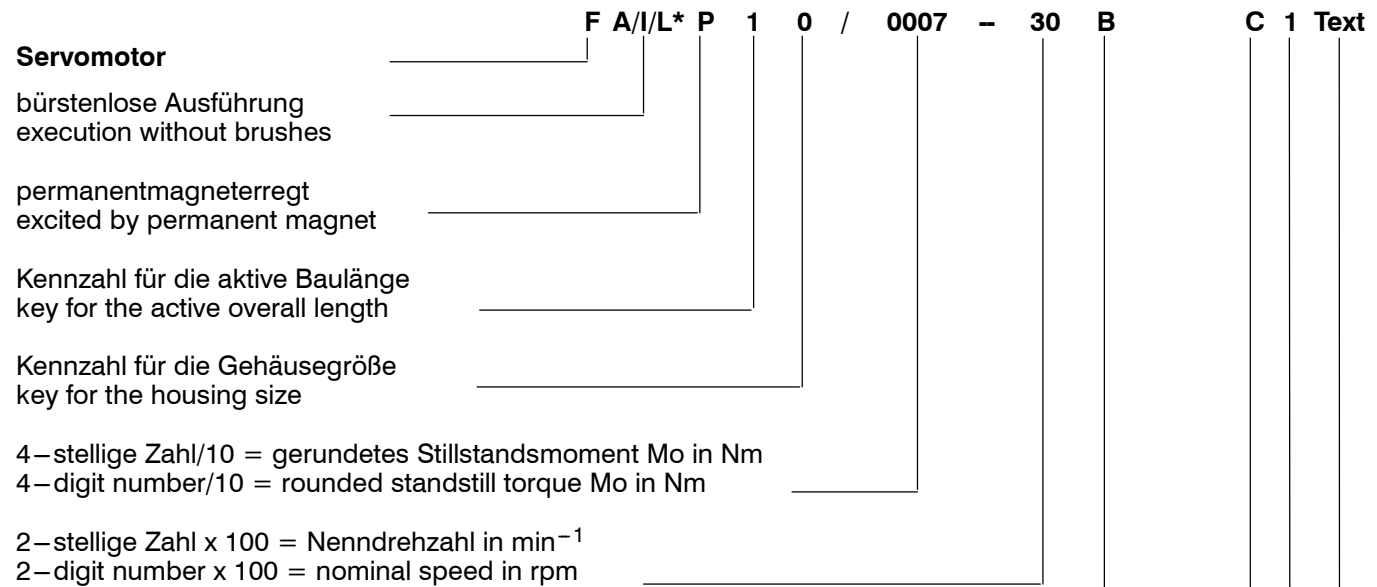 F A/I/L* P 1 0 / 0007 – 30 B C 1 Text
Servomotor
bürstenlose Ausführung
execution without brushes
permanentmagneterregt
excited by permanent magnet
Kennzahl für die aktive Baulänge
key for the active overall length
Kennzahl für die Gehäusegröße
key for the housing size
4–stellige Zahl/10 = gerundetes Stillstandsmoment Mo in Nm
4–digit number/10 = rounded standstill torque Mo in Nm
2–stellige Zahl x 100 = Nenndrehzahl in min⁻¹
2–digit number x 100 = nominal speed in rpm